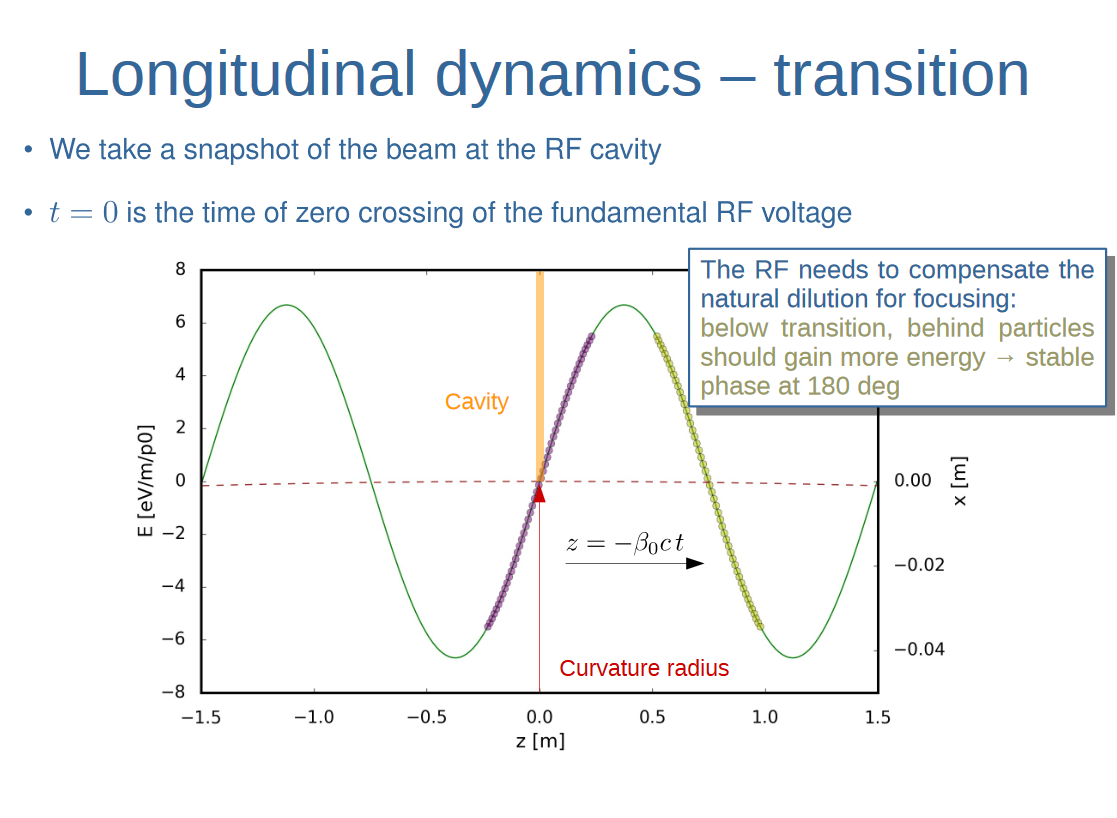 Longitudinal dynamics – transition
• We take a snapshot of the beam at the RF cavity
• t = 0 is the time of zero crossing of the fundamental RF voltage
The RF needs to compensate the
natural dilution for focusing:
below transition, behind particles
should gain more energy → stable
phase at 180 deg
8
6
4
2
0
−2
−4
−6
−8
E [eV/m/p0]
Cavity
z = −β₀c t
Curvature radius
0.00
−0.02
−0.04
x [m]
−1.5 −1.0 −0.5 0.0 0.5 1.0 1.5
z [m]